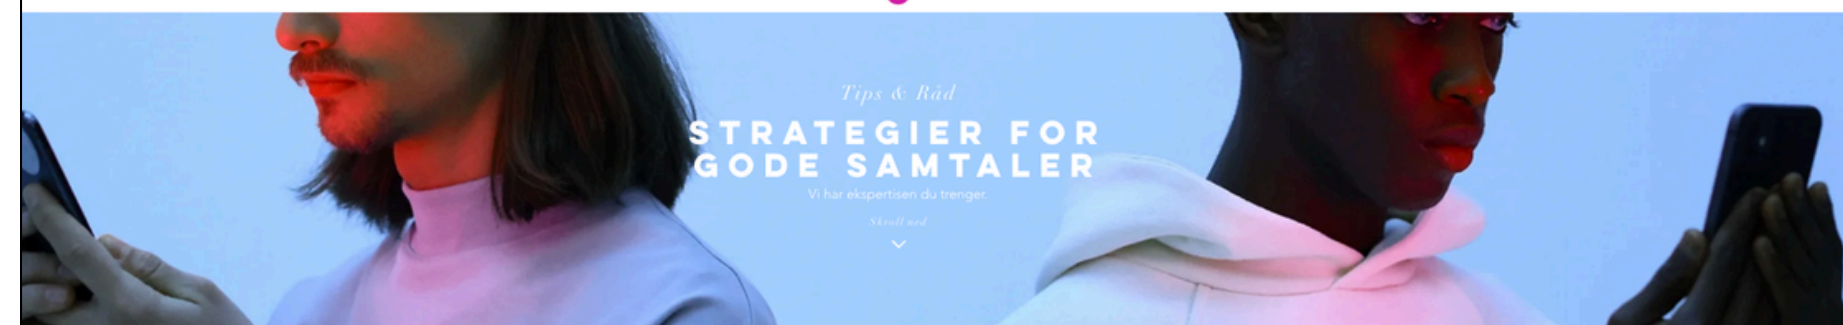 Tips & Råd
STRATEGIER FOR
GODE SAMTALER
Vi har ekspertisen du trenger.
Skroll ned